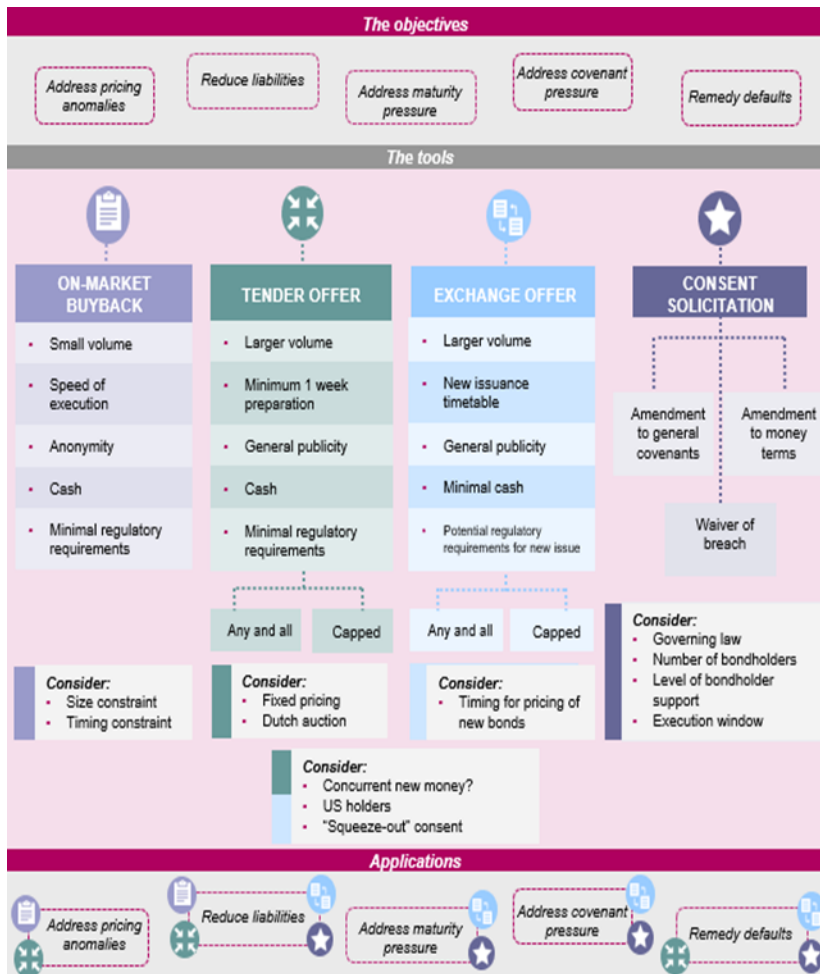 The objectives
Address pricing
anomalies
Reduce liabilities
Address maturity
pressure
Address covenant
pressure
Remedy defaults
The tools
ON-MARKET
BUYBACK
▪ Small volume
▪ Speed of
execution
▪ Anonymity
▪ Cash
▪ Minimal regulatory
requirements
Consider:
▪ Size constraint
▪ Timing constraint
TENDER OFFER
▪ Larger volume
▪ Minimum 1 week
preparation
▪ General publicity
▪ Cash
▪ Minimal regulatory
requirements
Any and all
Capped
Consider:
▪ Fixed pricing
▪ Dutch auction
EXCHANGE OFFER
▪ Larger volume
▪ New issuance
timetable
▪ General publicity
▪ Minimal cash
▪ Potential regulatory
requirements for new issue
Any and all
Capped
Consider:
▪ Timing for pricing of
new bonds
CONSENT
SOLICITATION
Amendment
to general
covenants
Amendment
to money
terms
Waiver of
breach
Consider:
▪ Governing law
▪ Number of bondholders
▪ Level of bondholder
support
▪ Execution window
Consider:
▪ Concurrent new money?
▪ US holders
▪ "Squeeze-out" consent
Applications
Address pricing
anomalies
Reduce liabilities
Address maturity
pressure
Address covenant
pressure
Remedy defaults